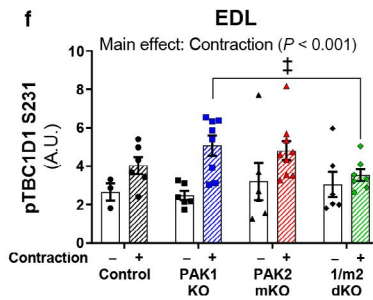 f
EDL
Main effect: Contraction (P < 0.001)
‡
pTBC1D1 S231
(A.U.)
10
8
6
4
2
0
Contraction – + – + – + – +
Control PAK1 PAK2 1/m2
KO mKO dKO